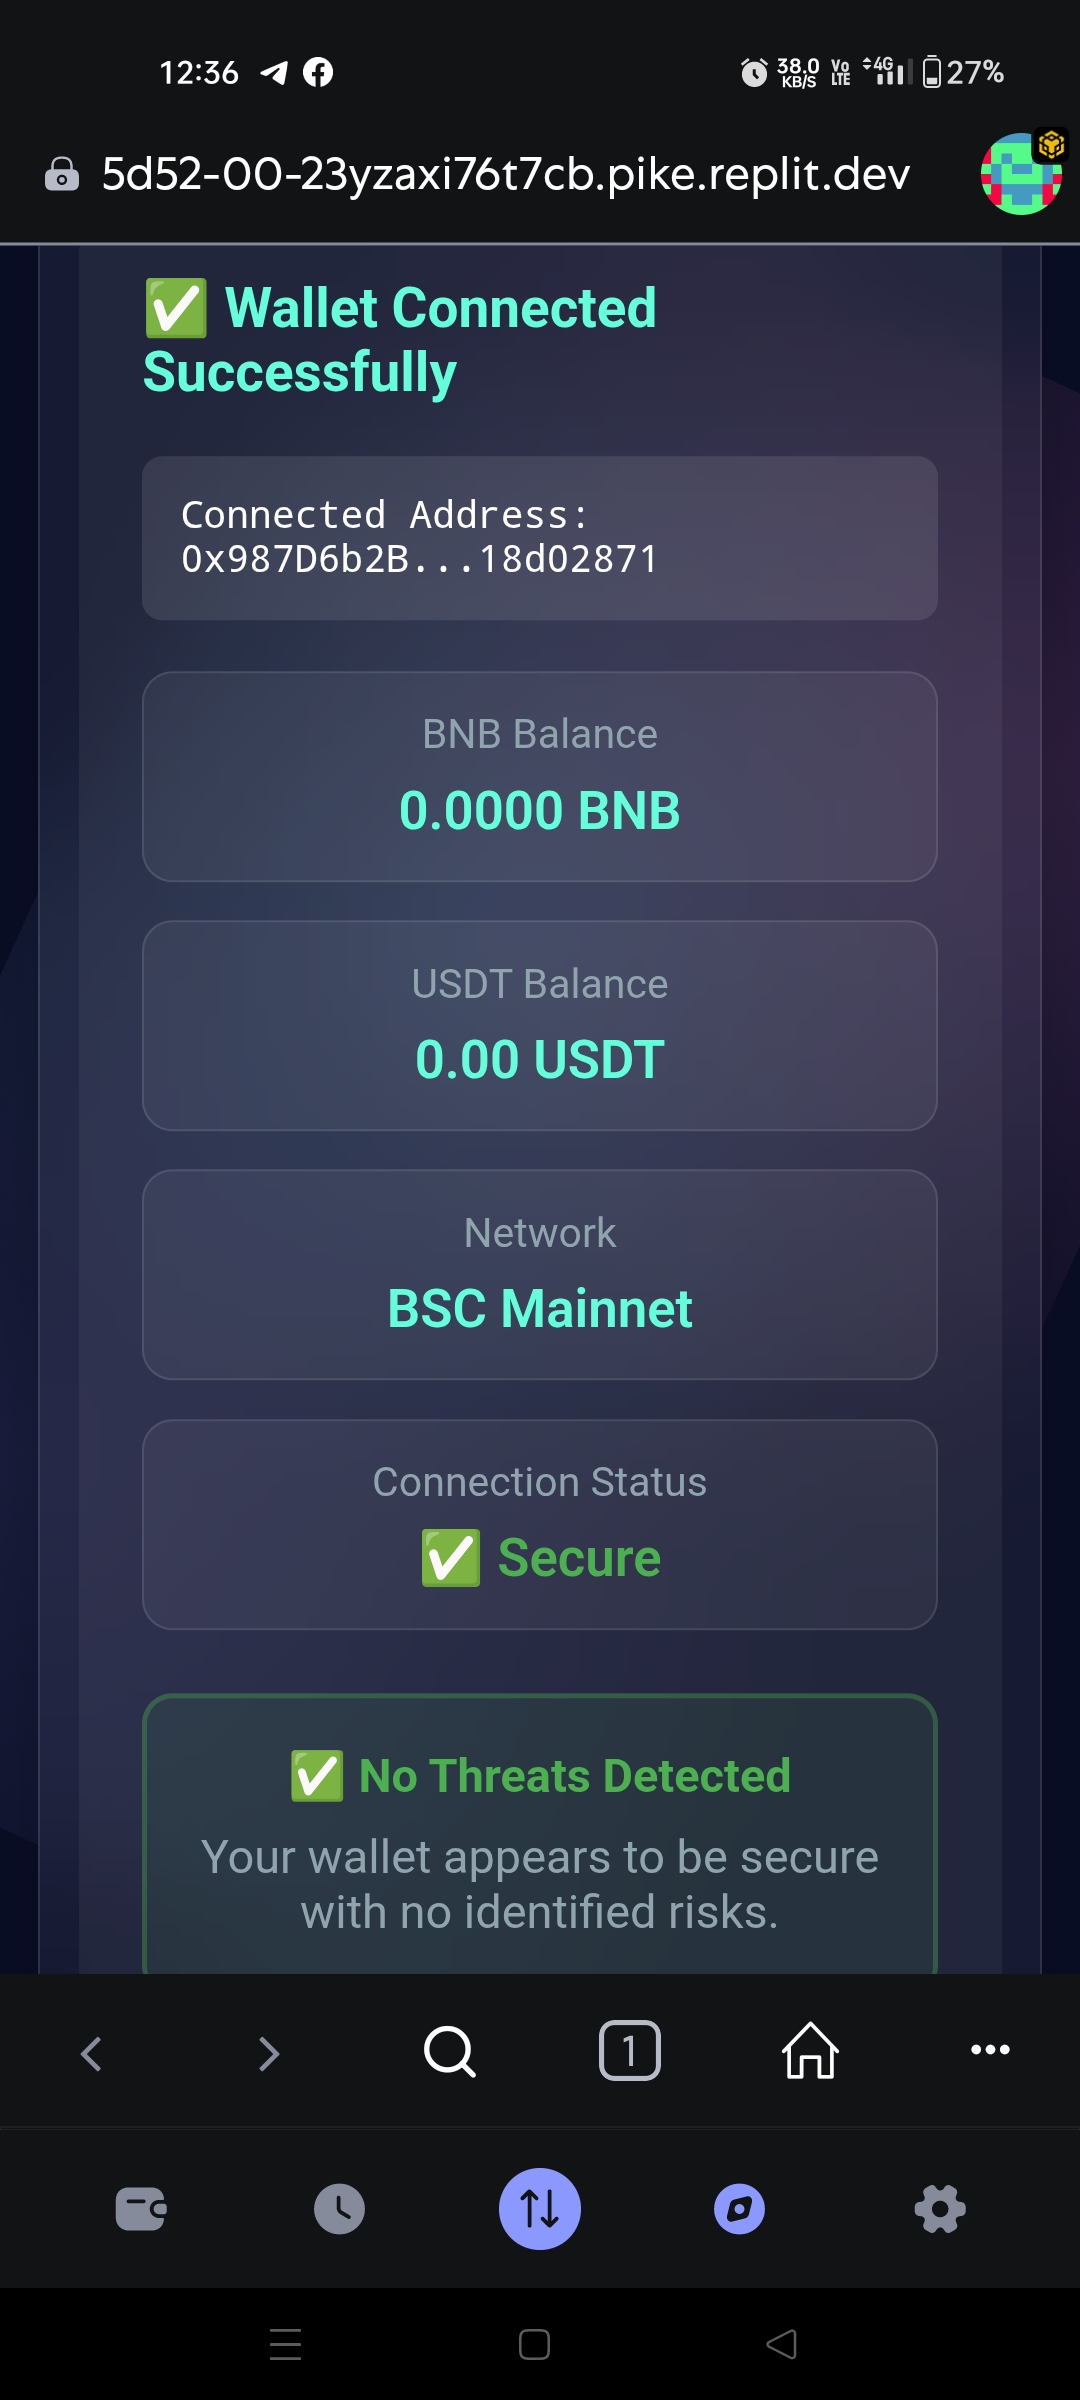 12:36
38.0
KB/S
Vo
LTE
4G
27%
5d52-00-23yzaxi76t7cb.pike.replit.dev
✅ Wallet Connected
Successfully
Connected Address:
0x987D6b2B...18d02871
BNB Balance
0.0000 BNB
USDT Balance
0.00 USDT
Network
BSC Mainnet
Connection Status
✅ Secure
✅ No Threats Detected
Your wallet appears to be secure
with no identified risks.
1